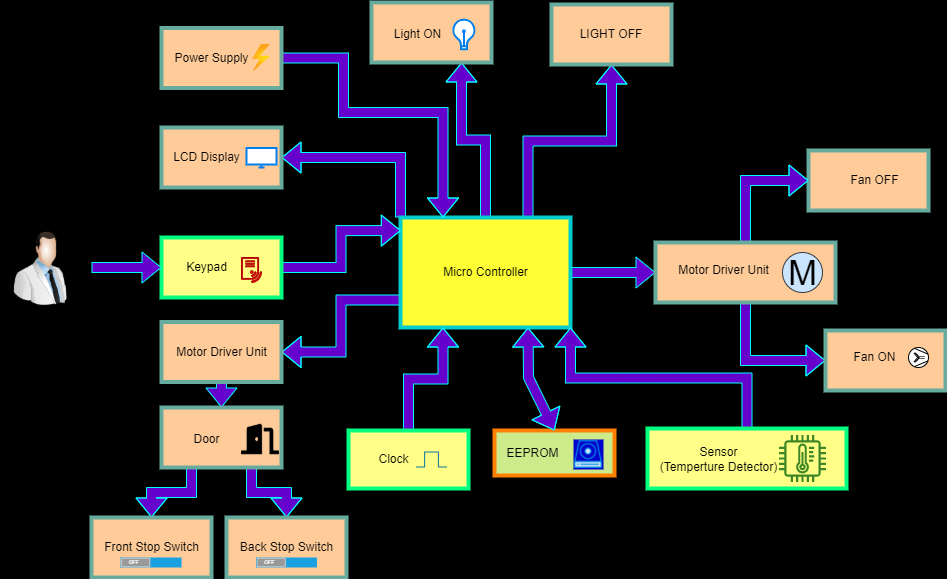 Light ON
LIGHT OFF
Power Supply
LCD Display
Fan OFF
Keypad
Micro Controller
Motor Driver Unit
M
Motor Driver Unit
Fan ON
Door
Clock
EEPROM
Sensor
(Temperture Detector)
Front Stop Switch
OFF
Back Stop Switch
OFF